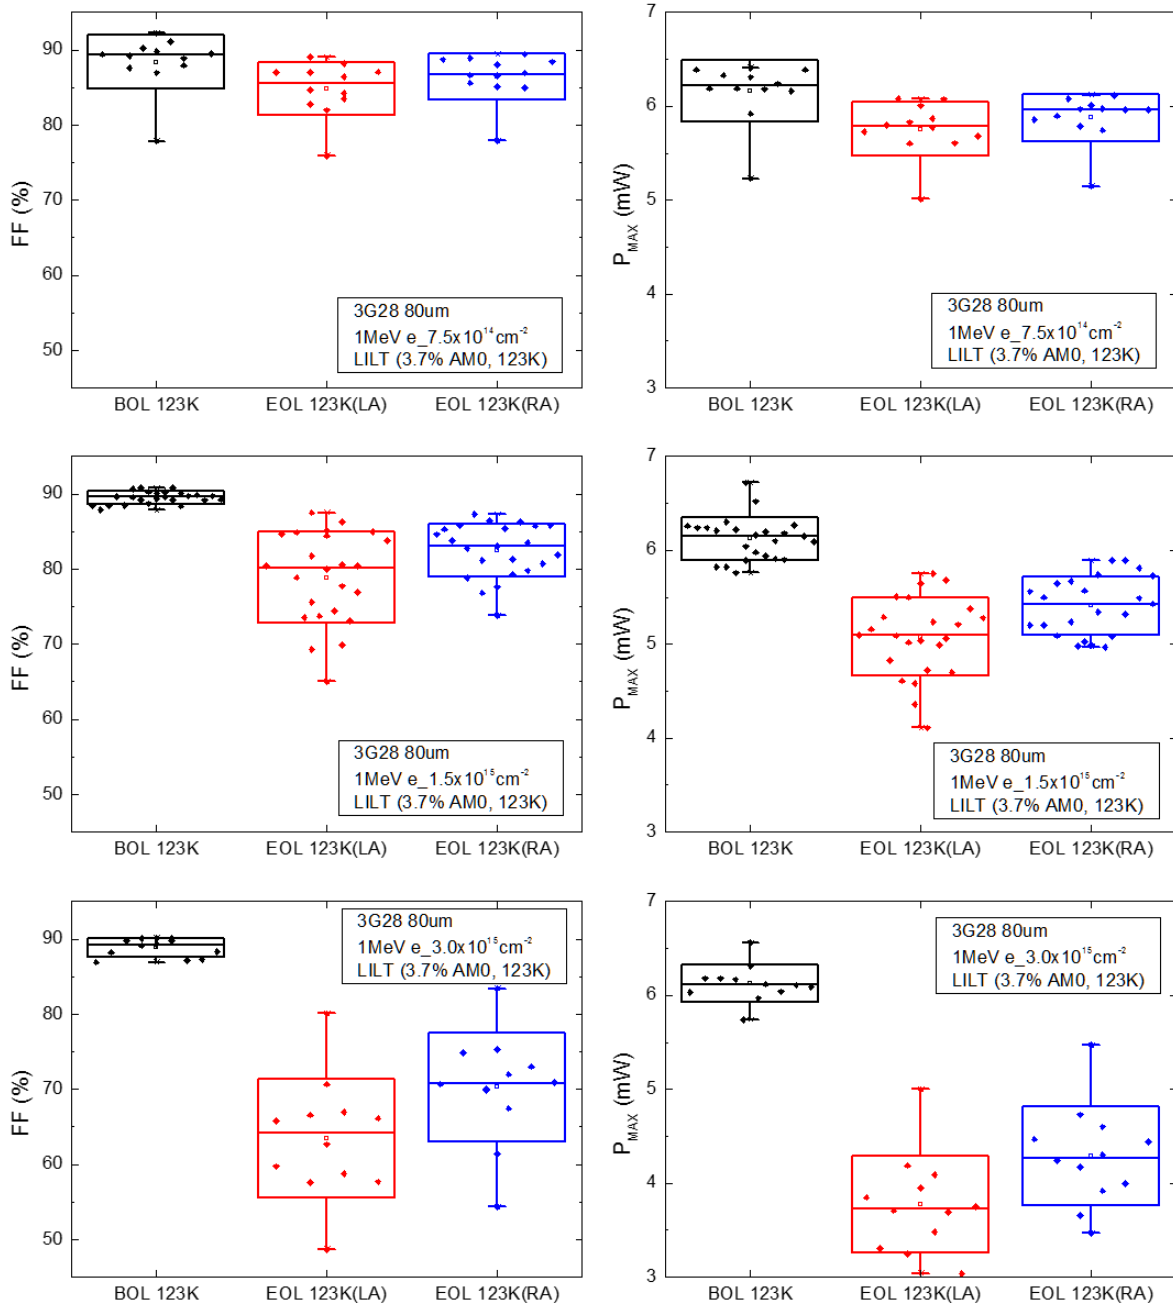 FF (%)
90
80
70
60
50
3G28 80um
1MeV e_7.5x10¹⁴cm⁻²
LILT (3.7% AM0, 123K)
BOL 123K EOL 123K(LA) EOL 123K(RA)
P_MAX (mW)
7
6
5
4
3
3G28 80um
1MeV e_7.5x10¹⁴cm⁻²
LILT (3.7% AM0, 123K)
BOL 123K EOL 123K(LA) EOL 123K(RA)
FF (%)
90
80
70
60
50
3G28 80um
1MeV e_1.5x10¹⁵cm⁻²
LILT (3.7% AM0, 123K)
BOL 123K EOL 123K(LA) EOL 123K(RA)
P_MAX (mW)
7
6
5
4
3
3G28 80um
1MeV e_1.5x10¹⁵cm⁻²
LILT (3.7% AM0, 123K)
BOL 123K EOL 123K(LA) EOL 123K(RA)
FF (%)
90
80
70
60
50
3G28 80um
1MeV e_3.0x10¹⁵cm⁻²
LILT (3.7% AM0, 123K)
BOL 123K EOL 123K(LA) EOL 123K(RA)
P_MAX (mW)
7
6
5
4
3
3G28 80um
1MeV e_3.0x10¹⁵cm⁻²
LILT (3.7% AM0, 123K)
BOL 123K EOL 123K(LA) EOL 123K(RA)